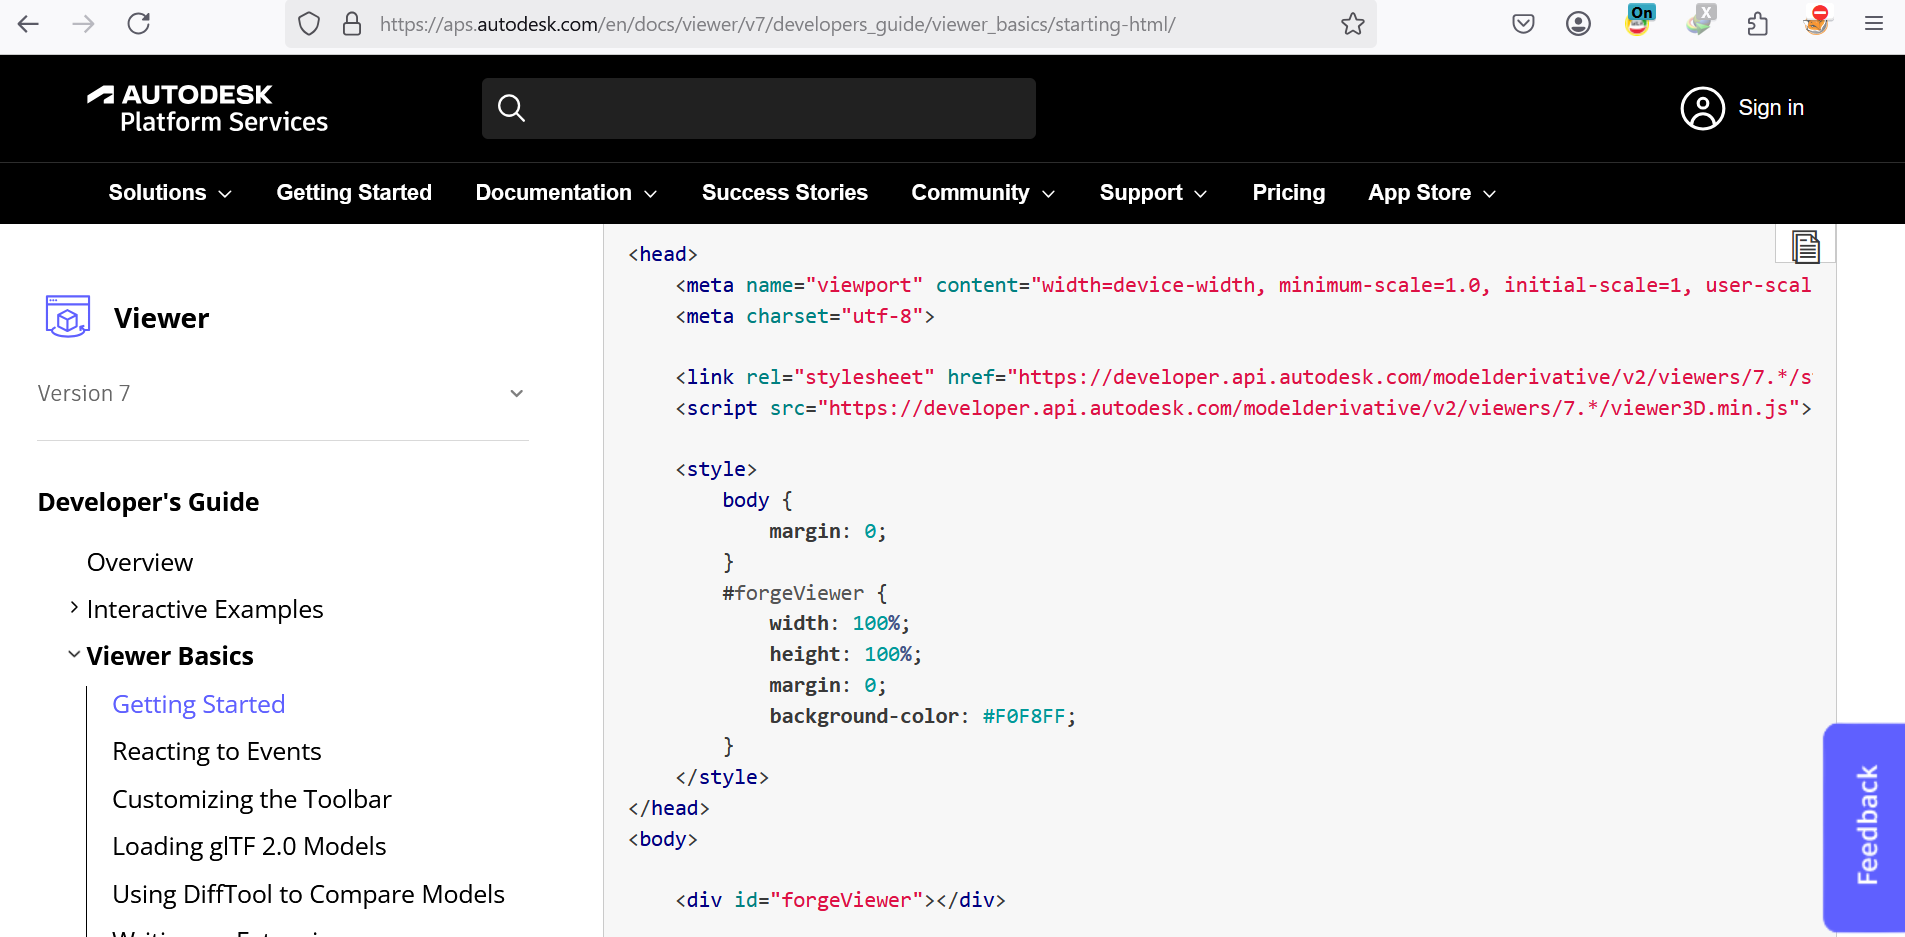 https://aps.autodesk.com/en/docs/viewer/v7/developers_guide/viewer_basics/starting-html/
On
X
AUTODESK
Platform Services
Sign in
Solutions
Getting Started
Documentation
Success Stories
Community
Support
Pricing
App Store
Viewer
Version 7
Developer's Guide
Overview
Interactive Examples
Viewer Basics
Getting Started
Reacting to Events
Customizing the Toolbar
Loading glTF 2.0 Models
Using DiffTool to Compare Models
<head>
<meta name="viewport" content="width=device-width, minimum-scale=1.0, initial-scale=1, user-scal
<meta charset="utf-8">
<link rel="stylesheet" href="https://developer.api.autodesk.com/modelderivative/v2/viewers/7.*/s
<script src="https://developer.api.autodesk.com/modelderivative/v2/viewers/7.*/viewer3D.min.js">
<style>
body {
margin: 0;
}
#forgeViewer {
width: 100%;
height: 100%;
margin: 0;
background-color: #F0F8FF;
}
</style>
</head>
<body>
<div id="forgeViewer"></div>
Feedback